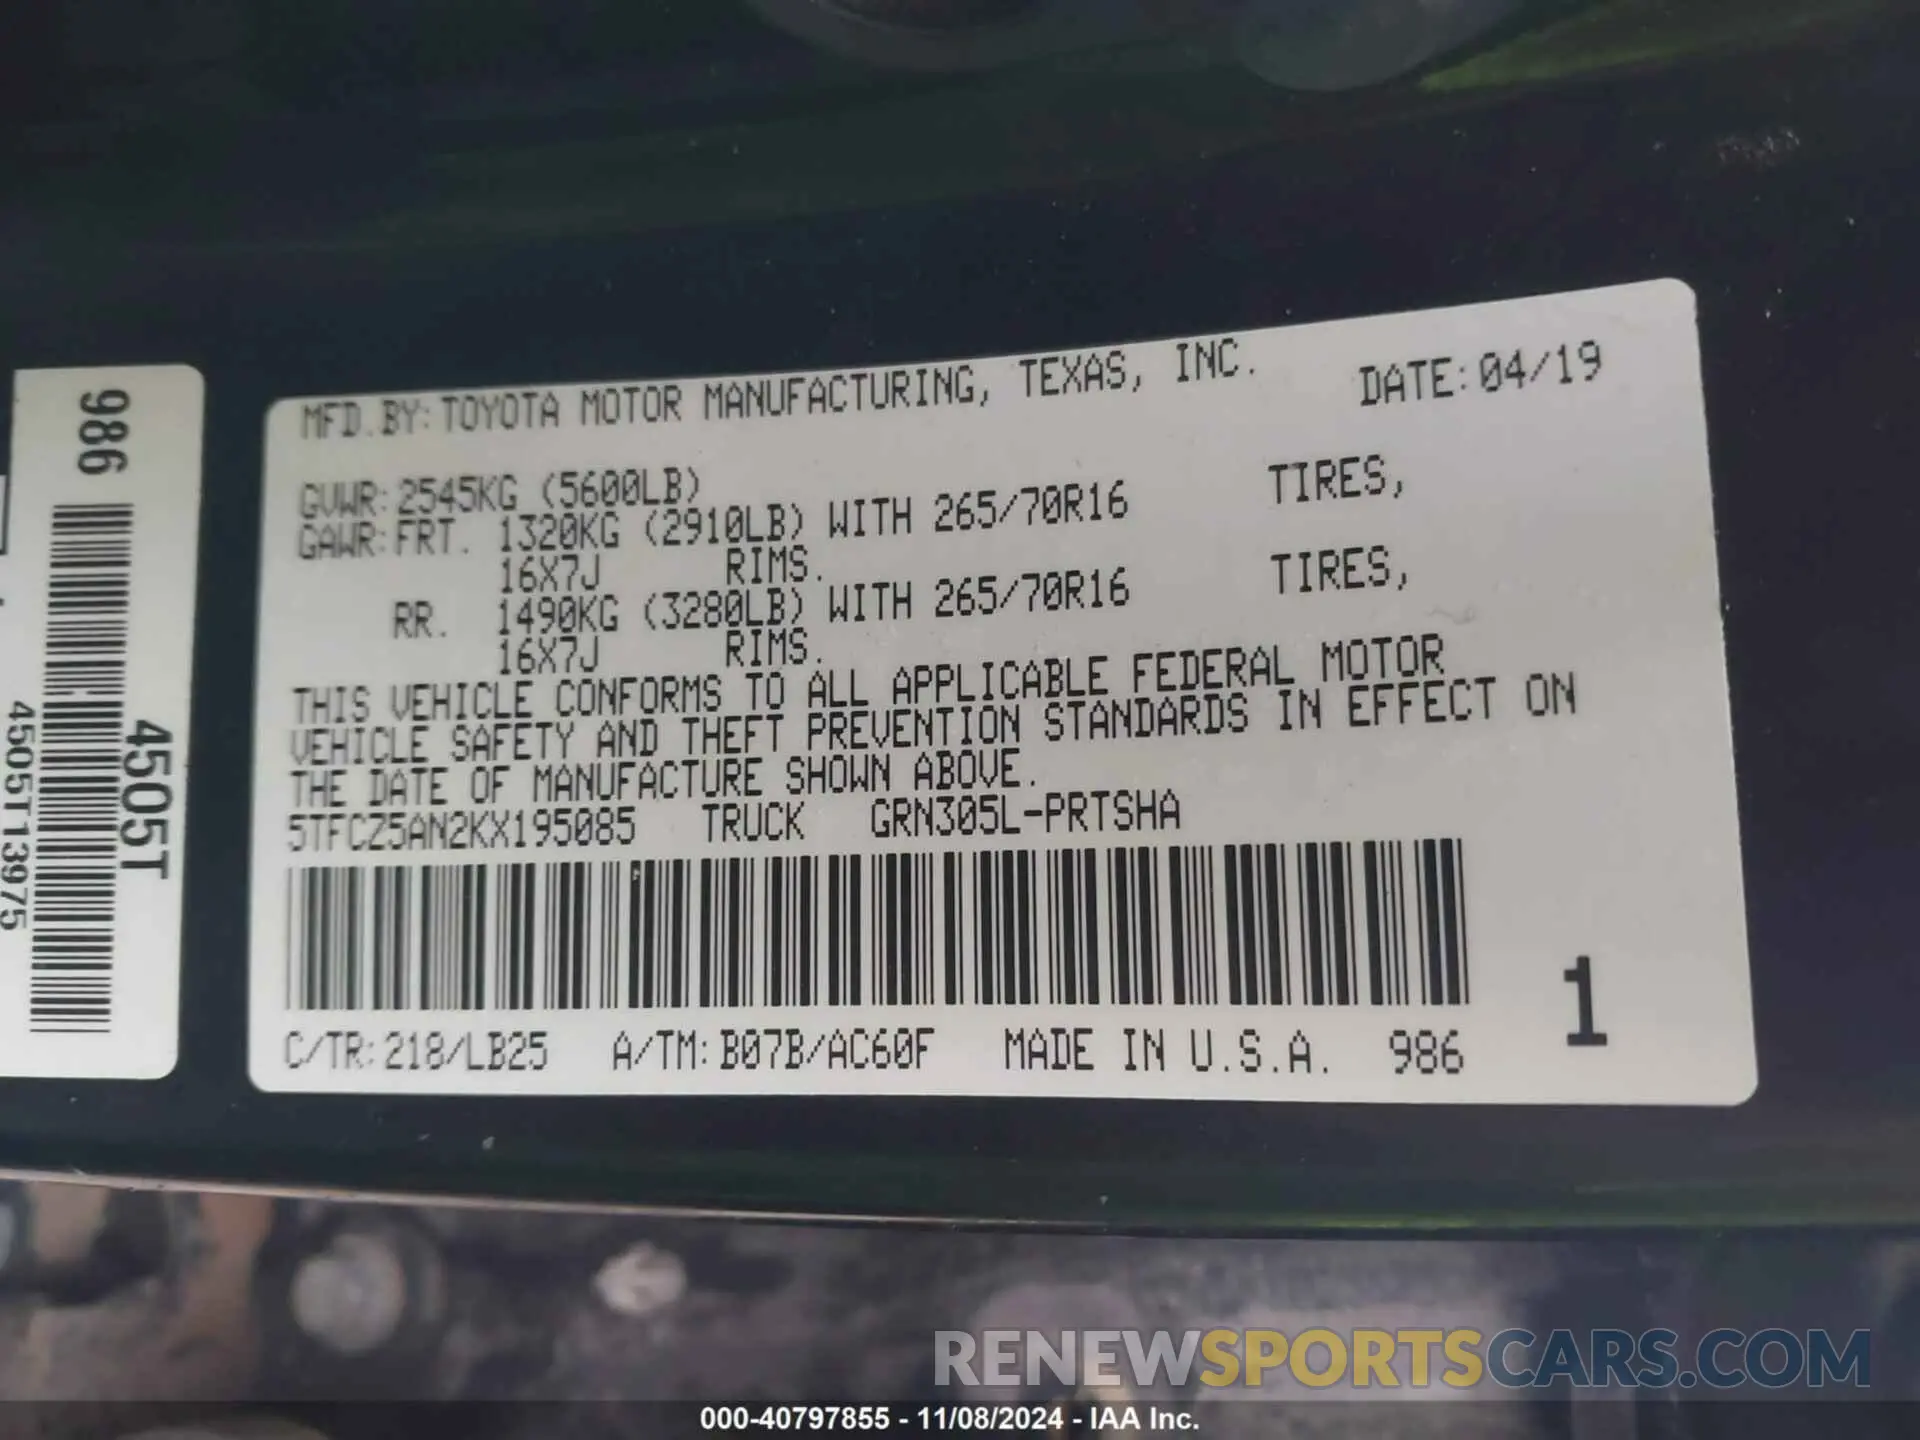 986
4505T
4505T13975
MFD.BY:TOYOTA MOTOR MANUFACTURING, TEXAS, INC. DATE:04/19
GVWR:2545KG (5600LB)
GAWR:FRT. 1320KG (2910LB) WITH 265/70R16 TIRES,
16X7J RIMS.
RR. 1490KG (3280LB) WITH 265/70R16 TIRES,
16X7J RIMS.
THIS VEHICLE CONFORMS TO ALL APPLICABLE FEDERAL MOTOR
VEHICLE SAFETY AND THEFT PREVENTION STANDARDS IN EFFECT ON
THE DATE OF MANUFACTURE SHOWN ABOVE.
5TFCZ5AN2KX195085 TRUCK GRN305L-PRTSHA
C/TR:218/LB25 A/TM:B07B/AC60F MADE IN U.S.A. 986
1
RENEWSPORTSCARS.COM
000-40797855 - 11/08/2024 - IAA Inc.